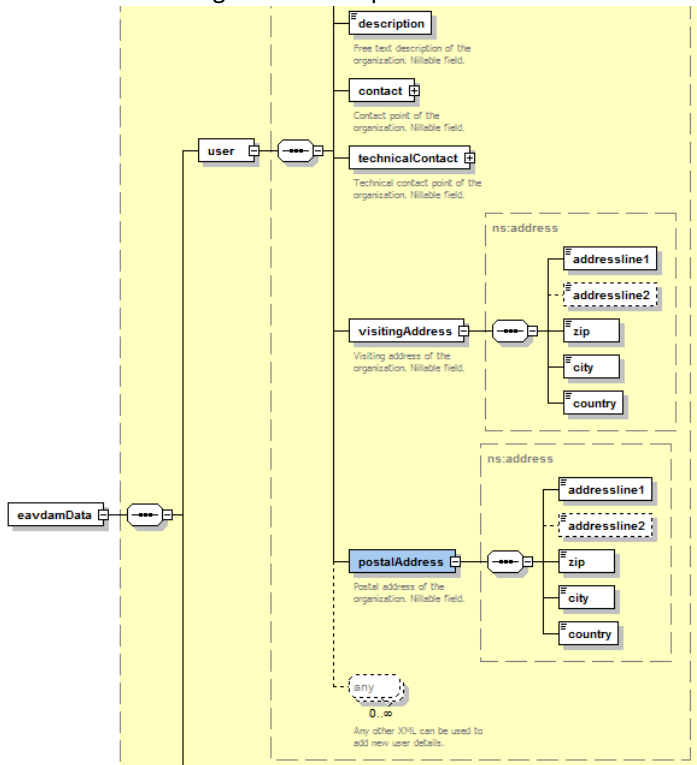 description
Free text description of the
organization. Nillable field.
contact
Contact point of the
organization. Nillable field.
user
technicalContact
Technical contact point of the
organization. Nillable field.
ns:address
addressline1
addressline2
visitingAddress
zip
Visiting address of the
organization. Nillable field.
city
country
ns:address
addressline1
eavdamData
addressline2
postalAddress
zip
Postal address of the
organization. Nillable field.
city
country
any
0..∞
Any other XML can be used to
add new user details.